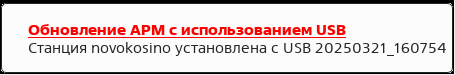 Обновление АРМ с использованием USB
Станция novokosino установлена с USB 20250321_160754